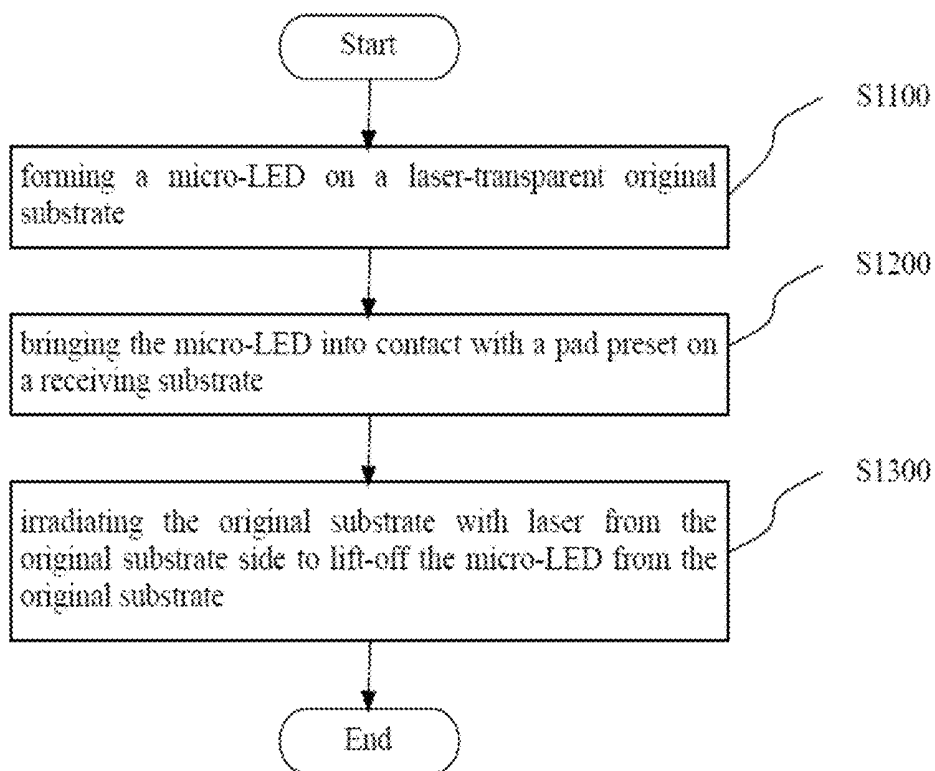 Start
S1100
forming a micro-LED on a laser-transparent original
substrate
S1200
bringing the micro-LED into contact with a pad preset on
a receiving substrate
S1300
irradiating the original substrate with laser from the
original substrate side to lift-off the micro-LED from the
original substrate
End